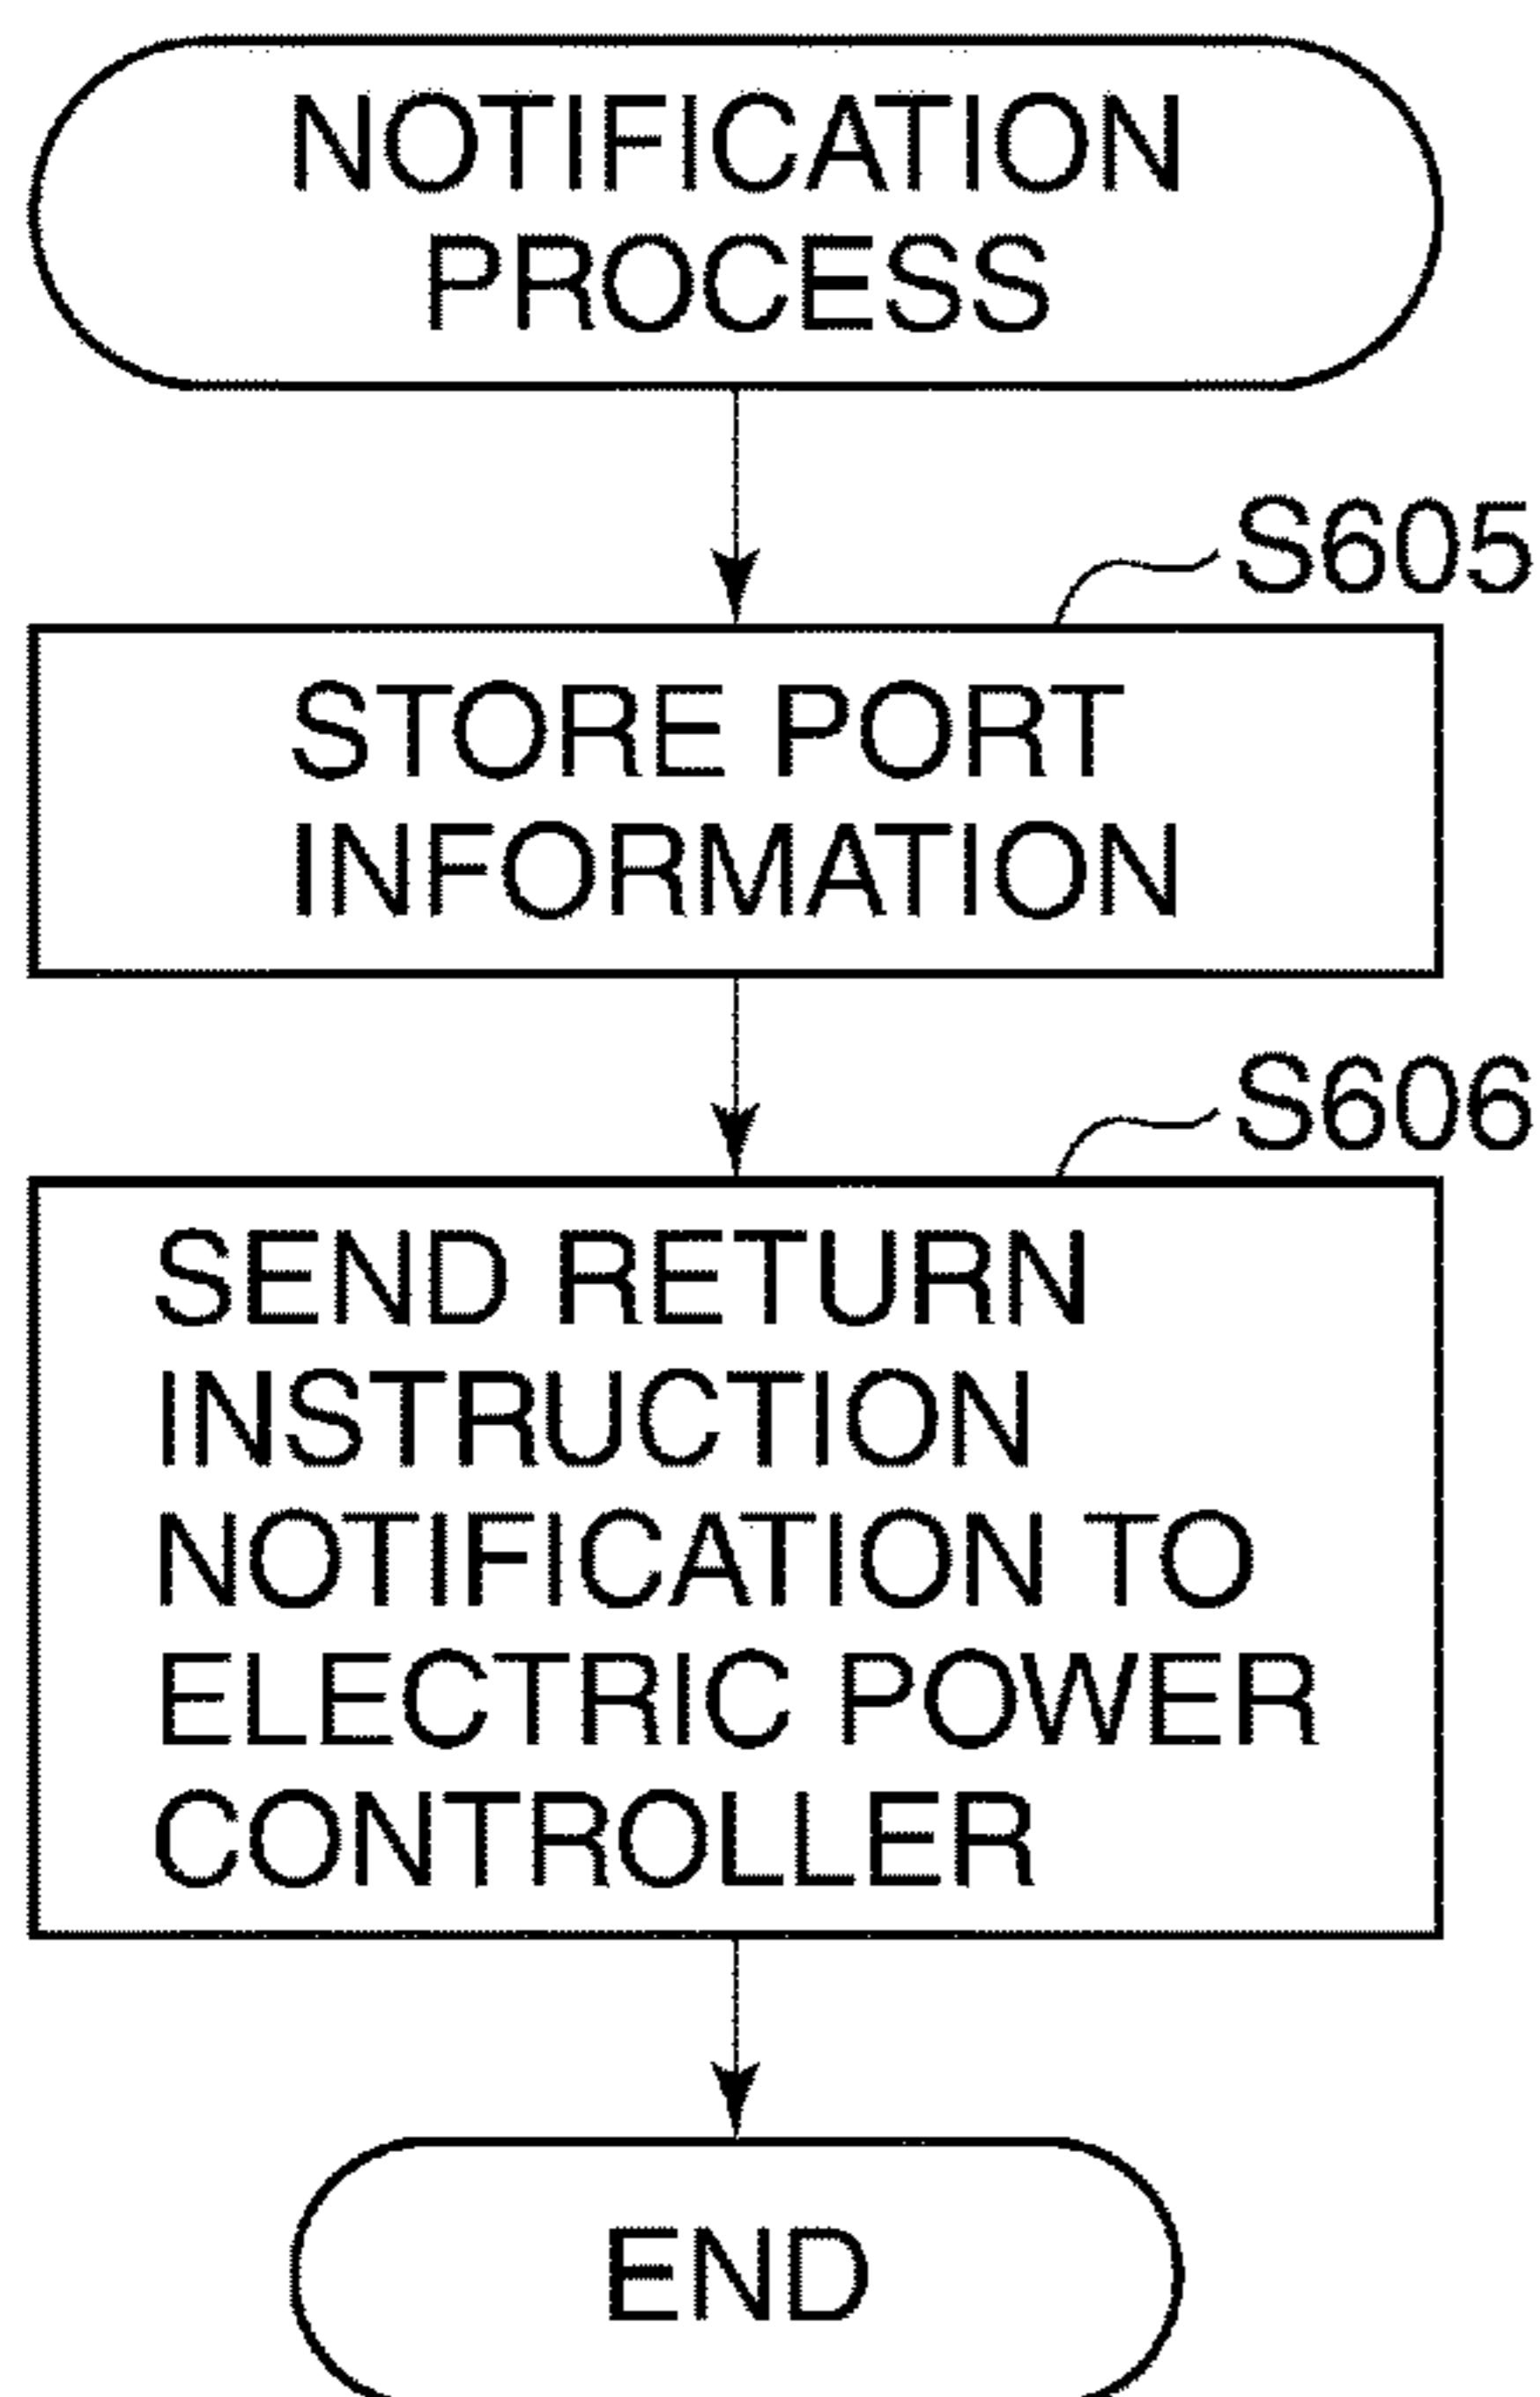 NOTIFICATION
PROCESS
S605
STORE PORT
INFORMATION
S606
SEND RETURN
INSTRUCTION
NOTIFICATION TO
ELECTRIC POWER
CONTROLLER
END